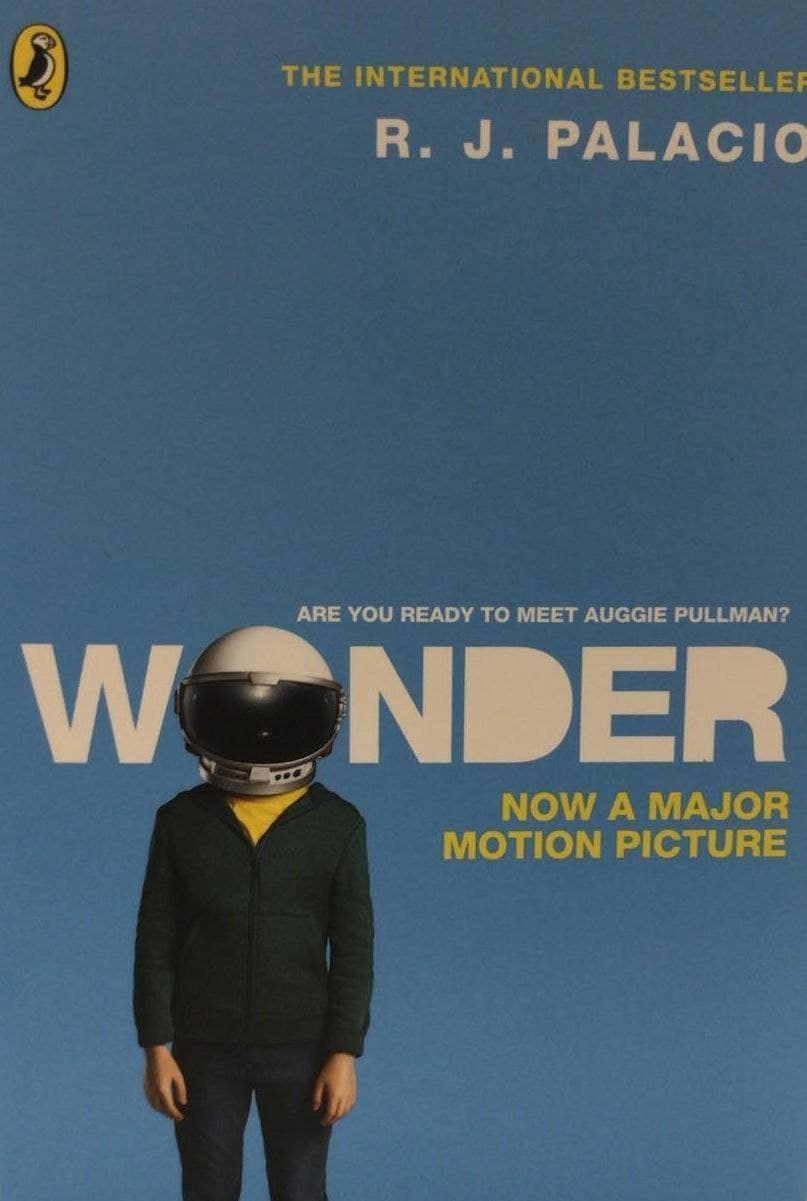 THE INTERNATIONAL BESTSELLER
R. J. PALACIO
ARE YOU READY TO MEET AUGGIE PULLMAN?
WONDER
NOW A MAJOR
MOTION PICTURE